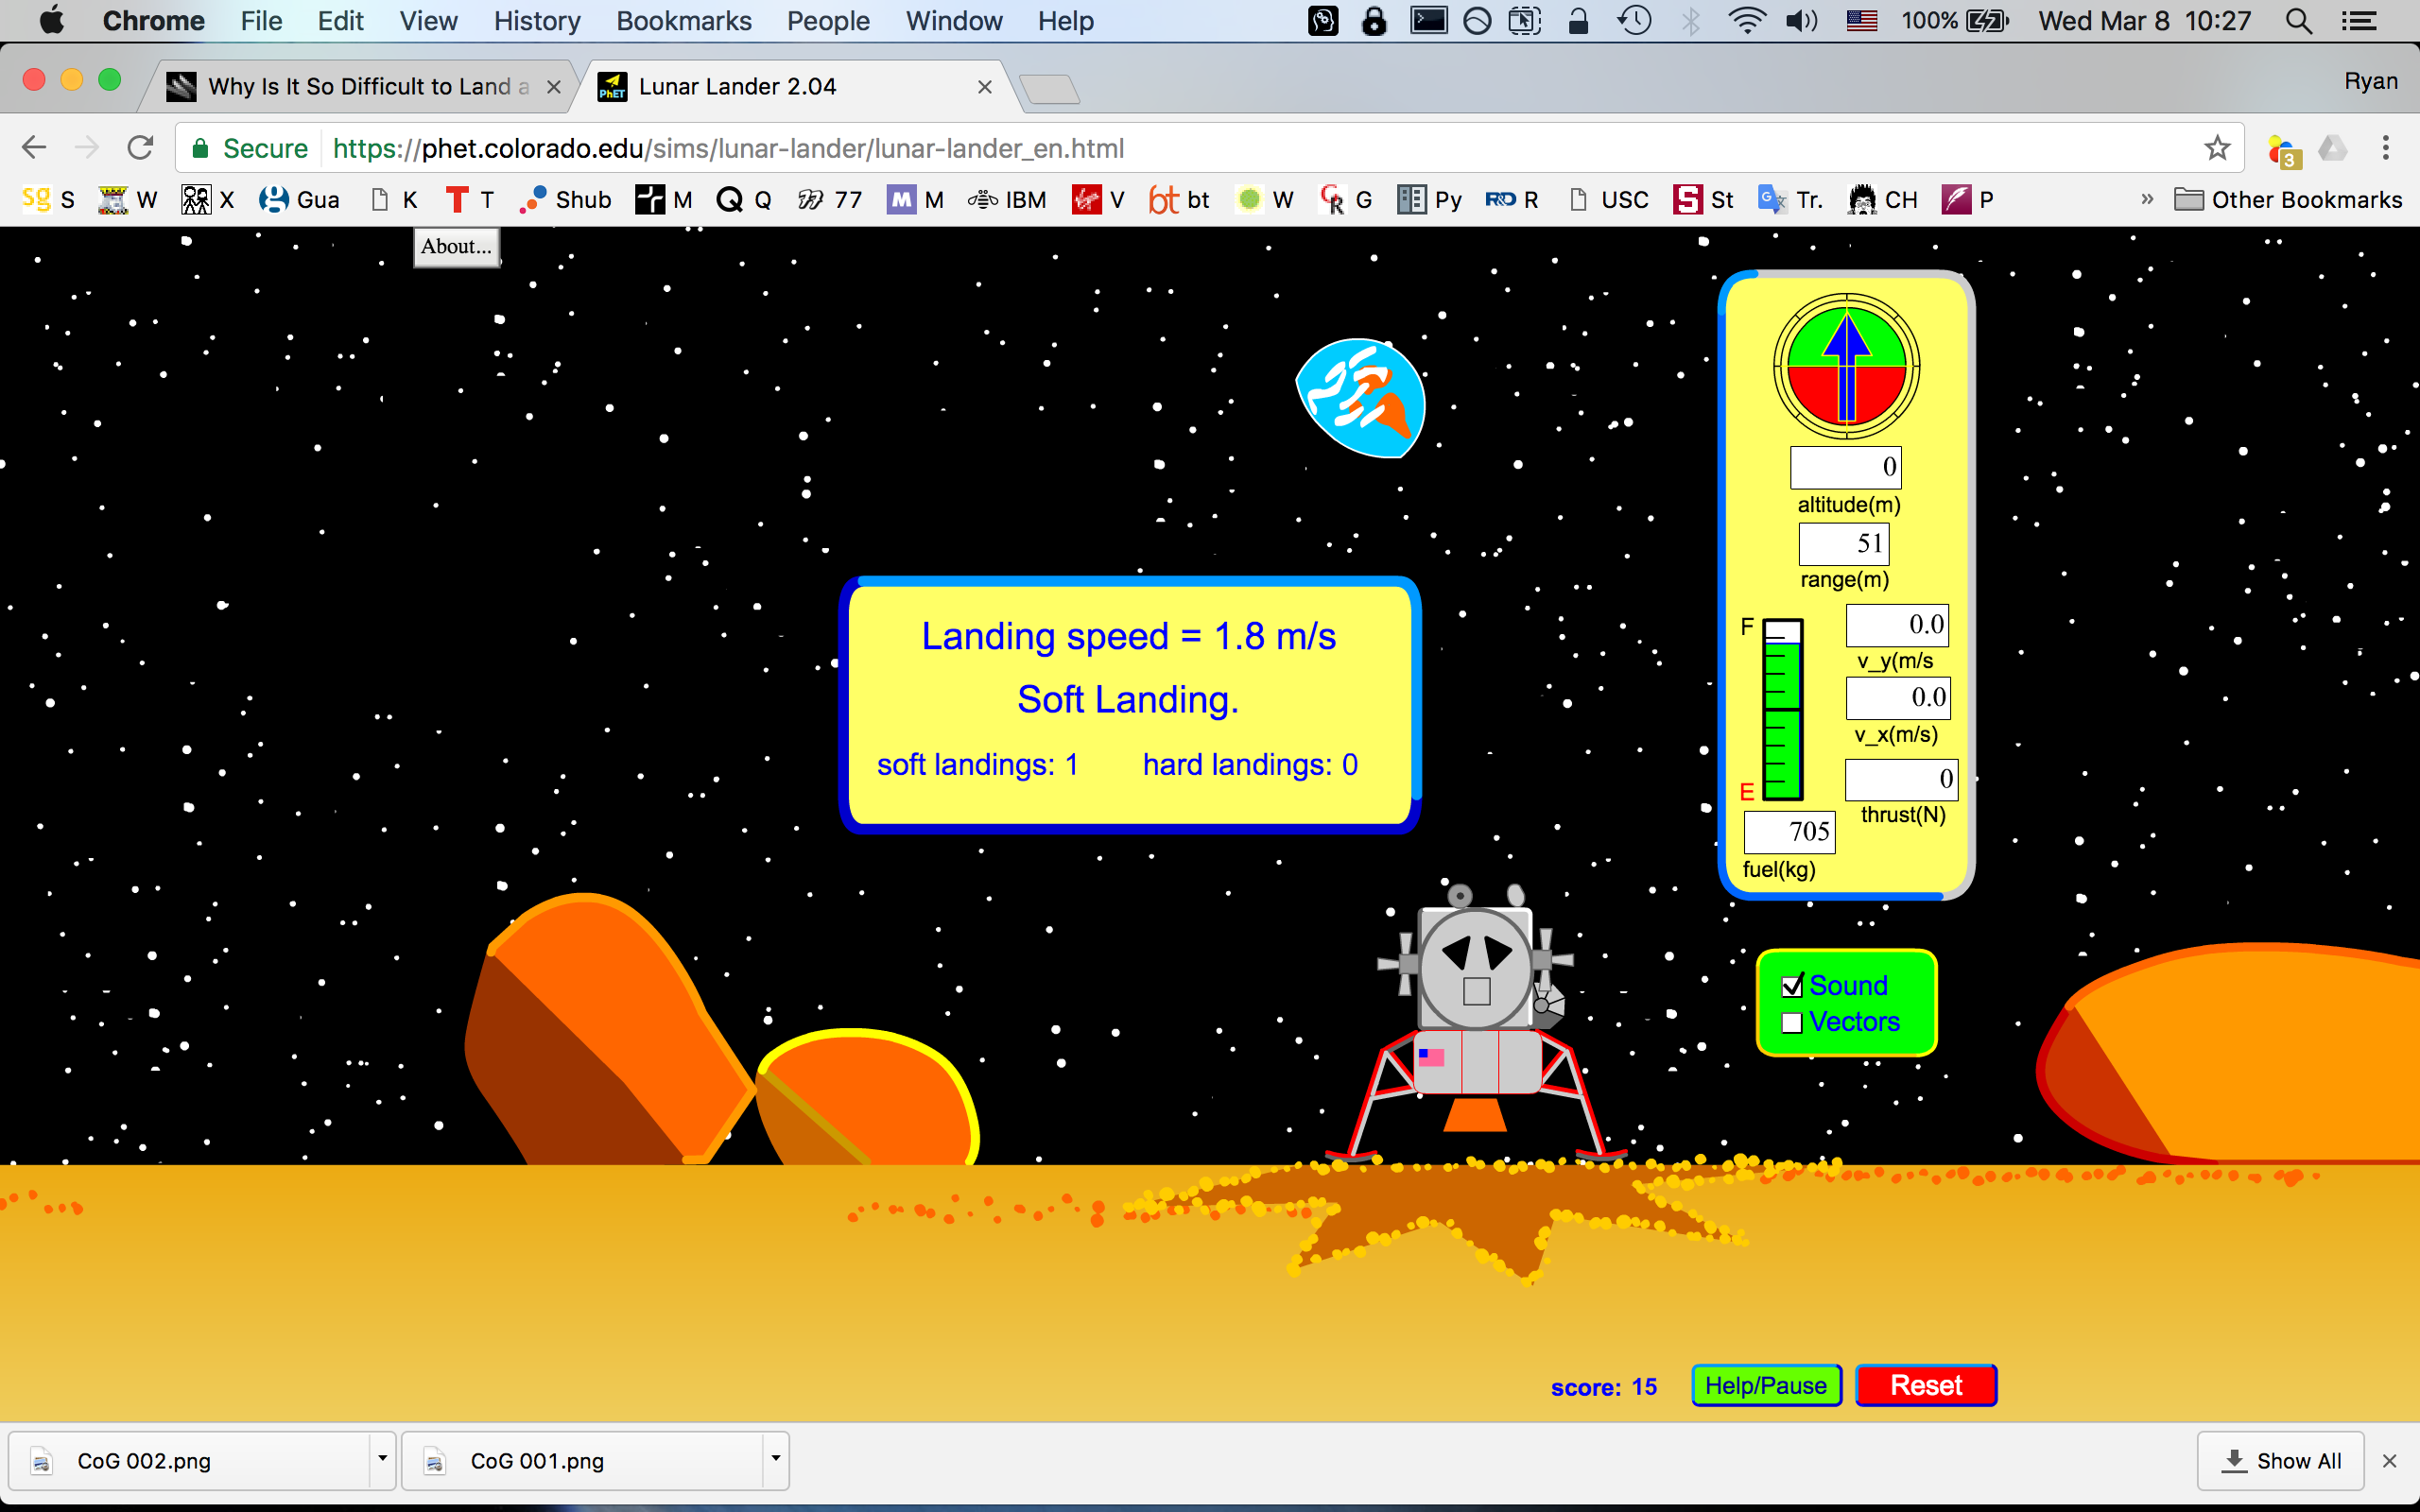 Chrome File Edit View History Bookmarks People Window Help 100% Wed Mar 8 10:27
Why Is It So Difficult to Land a Lunar Lander 2.04 Ryan
Secure https://phet.colorado.edu/sims/lunar-lander/lunar-lander_en.html 3
sg S W X Gua K T T Shub M Q Q 77 M M IBM V bt bt W G Py R&D R USC S St Tr. CH P » Other Bookmarks
About...
0
altitude(m)
51
range(m)
F 0.0
v_y(m/s
0.0
v_x(m/s)
E 0
thrust(N)
705
fuel(kg)
Landing speed = 1.8 m/s
Soft Landing.
soft landings: 1 hard landings: 0
Sound
Vectors
score: 15 Help/Pause Reset
CoG 002.png CoG 001.png Show All